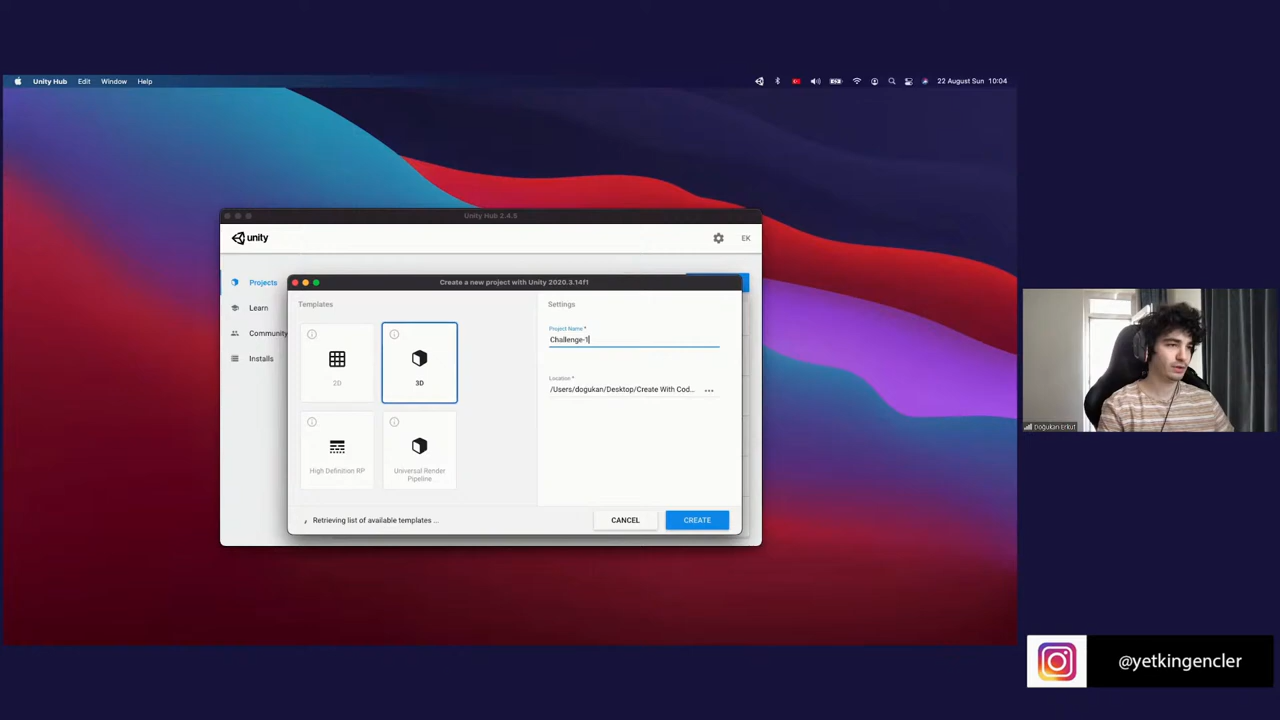 Unity Hub Edit Window Help
22 August Sun 10:04
Unity Hub 2.4.5
unity
EK
Projects
Learn
Community
Installs
Create a new project with Unity 2020.3.14f1
Templates
2D
3D
High Definition RP
Universal Render
Pipeline
Settings
Project Name *
Challenge-1
Location *
/Users/dogukan/Desktop/Create With Cod...
Retrieving list of available templates ...
CANCEL
CREATE
Doğukan Erkut
@yetkingencler